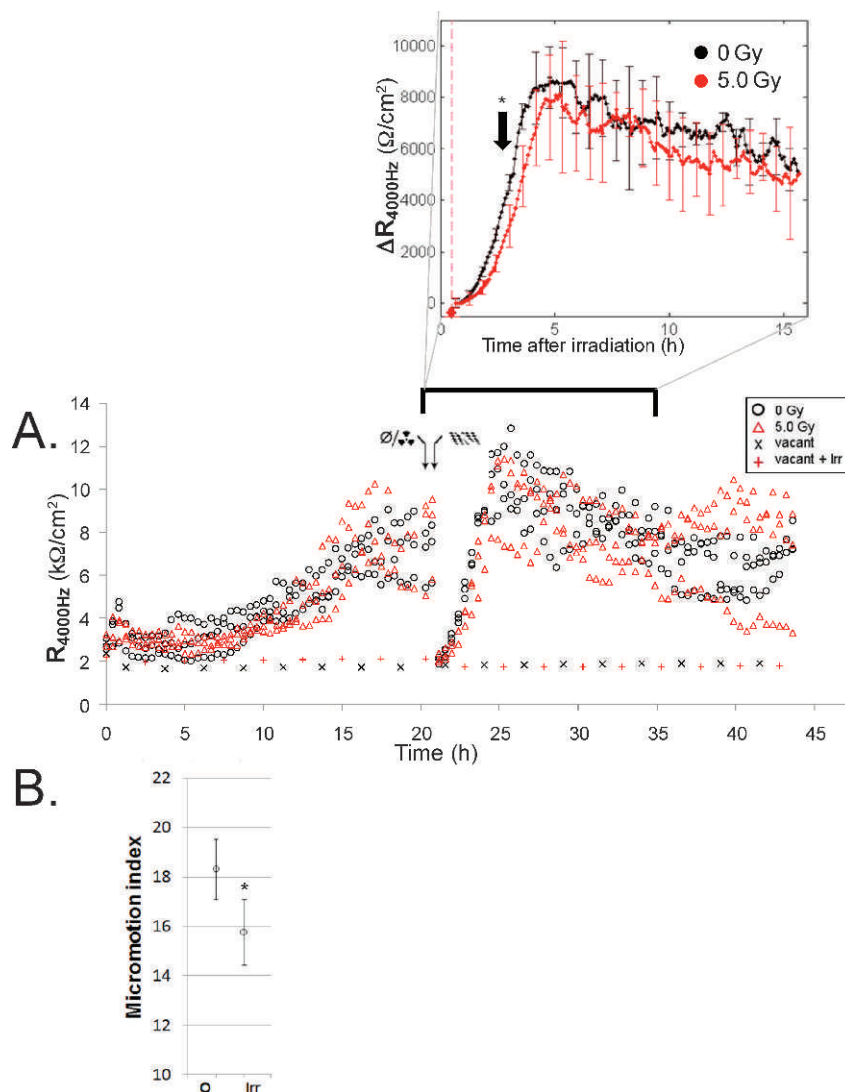 10000
8000
6000
4000
2000
0
ΔR4000Hz (Ω/cm²)
*
0 Gy
5.0 Gy
5
10
15
Time after irradiation (h)
A.
14
12
10
8
6
4
2
0
R4000Hz (kΩ/cm²)
Ø/
0 Gy
5.0 Gy
vacant
vacant + Irr
0
5
10
15
20
25
30
35
40
45
Time (h)
B.
22
20
18
16
14
12
10
Micromotion index
*
Irr